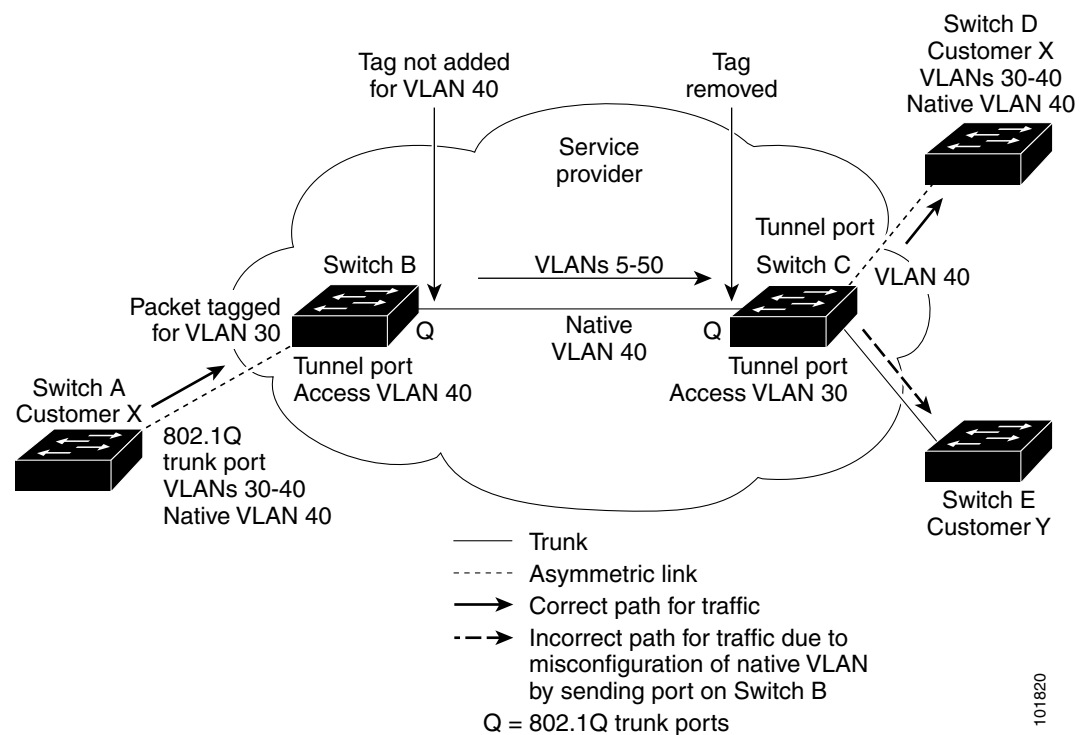 Tag not added
for VLAN 40
Tag
removed
Switch D
Customer X
VLANs 30-40
Native VLAN 40
Service
provider
Tunnel port
Switch B
VLANs 5-50
Switch C
VLAN 40
Packet tagged
for VLAN 30
Q
Native
VLAN 40
Q
Tunnel port
Access VLAN 40
Tunnel port
Access VLAN 30
Switch A
Customer X
802.1Q
trunk port
VLANs 30-40
Native VLAN 40
Switch E
Customer Y
Trunk
Asymmetric link
Correct path for traffic
Incorrect path for traffic due to
misconfiguration of native VLAN
by sending port on Switch B
Q = 802.1Q trunk ports
101820